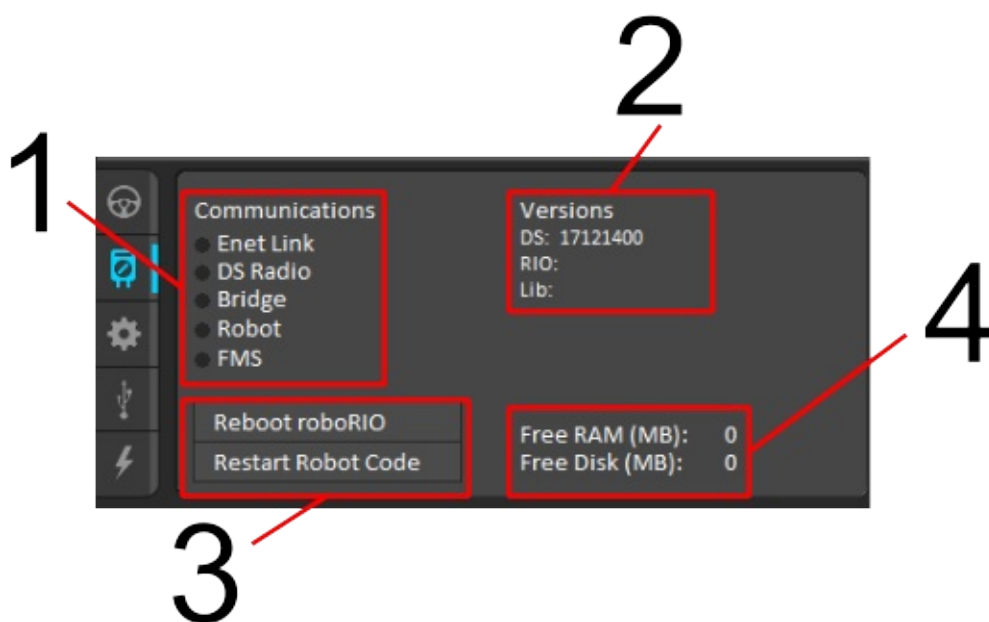 1
2
Communications
Enet Link
DS Radio
Bridge
Robot
FMS
Versions
DS: 17121400
RIO:
Lib:
4
Reboot roboRIO
Restart Robot Code
Free RAM (MB): 0
Free Disk (MB): 0
3